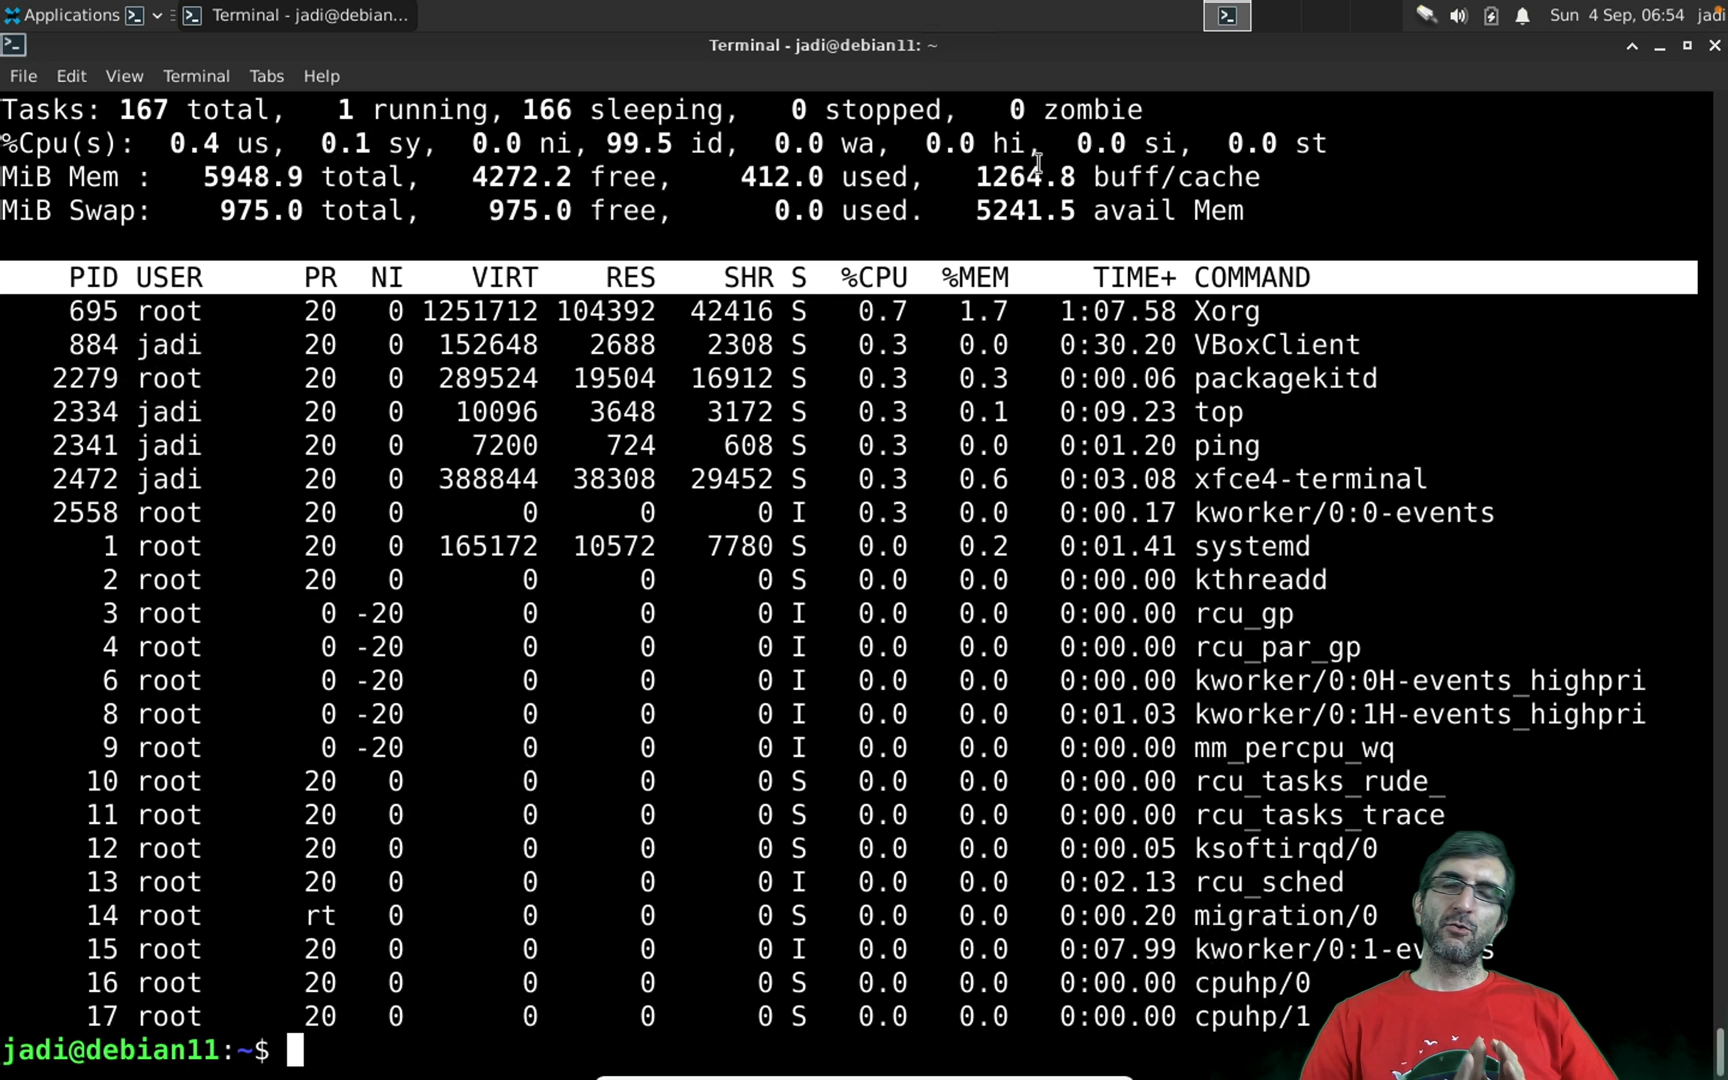 Applications Terminal - jadi@debian... Sun 4 Sep, 06:54 jadi
Terminal - jadi@debian11: ~
File Edit View Terminal Tabs Help
Tasks: 167 total, 1 running, 166 sleeping, 0 stopped, 0 zombie
%Cpu(s): 0.4 us, 0.1 sy, 0.0 ni, 99.5 id, 0.0 wa, 0.0 hi, 0.0 si, 0.0 st
MiB Mem : 5948.9 total, 4272.2 free, 412.0 used, 1264.8 buff/cache
MiB Swap: 975.0 total, 975.0 free, 0.0 used. 5241.5 avail Mem
PID USER PR NI VIRT RES SHR S %CPU %MEM TIME+ COMMAND
695 root 20 0 1251712 104392 42416 S 0.7 1.7 1:07.58 Xorg
884 jadi 20 0 152648 2688 2308 S 0.3 0.0 0:30.20 VBoxClient
2279 root 20 0 289524 19504 16912 S 0.3 0.3 0:00.06 packagekitd
2334 jadi 20 0 10096 3648 3172 S 0.3 0.1 0:09.23 top
2341 jadi 20 0 7200 724 608 S 0.3 0.0 0:01.20 ping
2472 jadi 20 0 388844 38308 29452 S 0.3 0.6 0:03.08 xfce4-terminal
2558 root 20 0 0 0 0 I 0.3 0.0 0:00.17 kworker/0:0-events
1 root 20 0 165172 10572 7780 S 0.0 0.2 0:01.41 systemd
2 root 20 0 0 0 0 S 0.0 0.0 0:00.00 kthreadd
3 root 0 -20 0 0 0 I 0.0 0.0 0:00.00 rcu_gp
4 root 0 -20 0 0 0 I 0.0 0.0 0:00.00 rcu_par_gp
6 root 0 -20 0 0 0 I 0.0 0.0 0:00.00 kworker/0:0H-events_highpri
8 root 0 -20 0 0 0 I 0.0 0.0 0:01.03 kworker/0:1H-events_highpri
9 root 0 -20 0 0 0 I 0.0 0.0 0:00.00 mm_percpu_wq
10 root 20 0 0 0 0 S 0.0 0.0 0:00.00 rcu_tasks_rude_
11 root 20 0 0 0 0 S 0.0 0.0 0:00.00 rcu_tasks_trace
12 root 20 0 0 0 0 S 0.0 0.0 0:00.05 ksoftirqd/0
13 root 20 0 0 0 0 I 0.0 0.0 0:02.13 rcu_sched
14 root rt 0 0 0 0 S 0.0 0.0 0:00.20 migration/0
15 root 20 0 0 0 0 I 0.0 0.0 0:07.99 kworker/0:1-e
16 root 20 0 0 0 0 S 0.0 0.0 0:00.00 cpuhp/0
17 root 20 0 0 0 0 S 0.0 0.0 0:00.00 cpuhp/1
jadi@debian11:~$